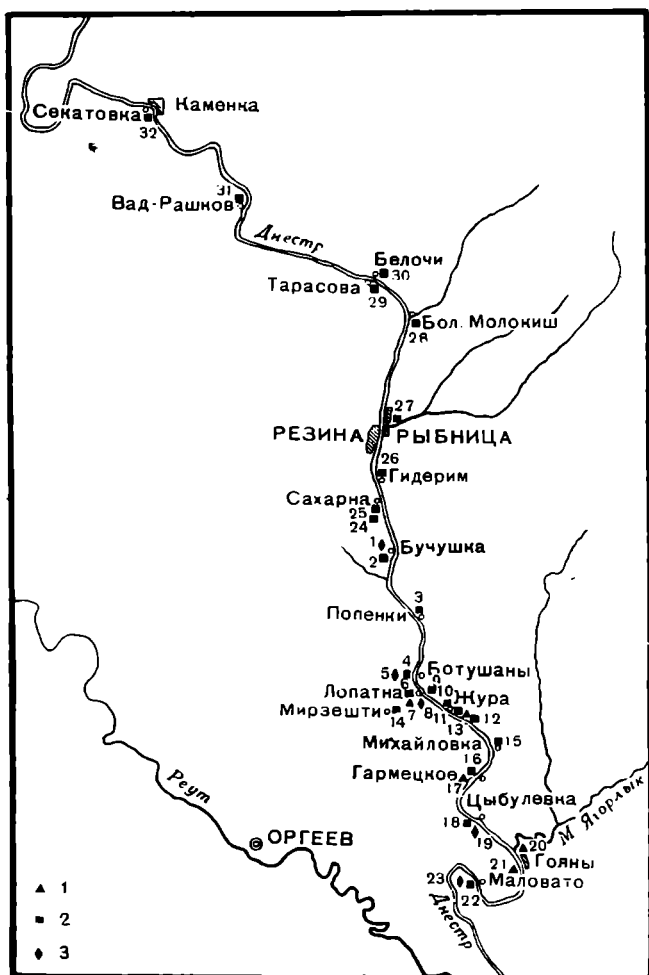 Каменка
Секатовка
32
31
Вад-Рашков
Днестр
Белочи
30
Тарасова
29
Бол. Молокиш
28
27
РЕЗИНА
РЫБНИЦА
26
Гидерим
Сахарна
25
24
1
Бучушка
2
3
Попенки
4
Ботушаны
5
6
9
10
Жура
Лопатна
7
8
11
12
13
Мирзешти
14
Михайловка
15
16
Гармецкое
17
Цыбулевка
18
19
М Ягорлык
20
Гояны
21
Маловато
23
22
Днестр
Реут
ОРГЕЕВ
1
2
3